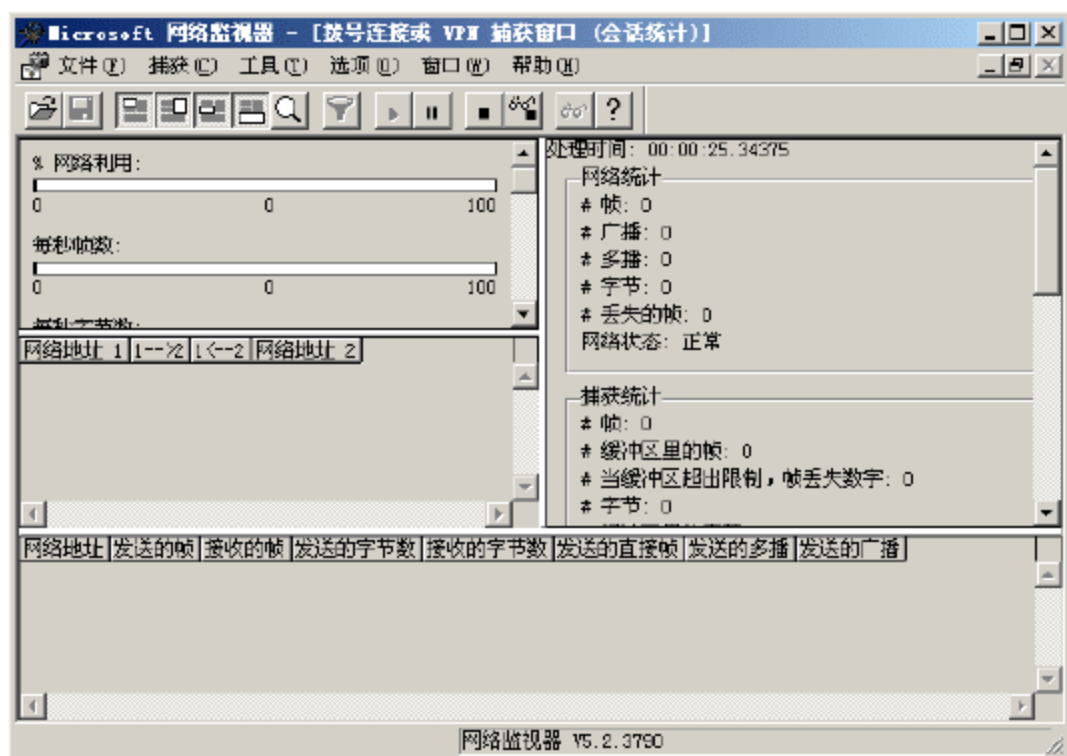 Microsoft 网络监视器 - [拨号连接或 VPN 捕获窗口 (会话统计)]
文件(F) 捕获(C) 工具(T) 选项(O) 窗口(W) 帮助(H)
% 网络利用:
0 0 100
每秒帧数:
0 0 100
每秒字节数:
网络地址 1 1-->2 1<--2 网络地址 2
处理时间: 00:00:25.34375
网络统计
# 帧: 0
# 广播: 0
# 多播: 0
# 字节: 0
# 丢失的帧: 0
网络状态: 正常
捕获统计
# 帧: 0
# 缓冲区里的帧: 0
# 当缓冲区超出限制,帧丢失数字: 0
# 字节: 0
网络地址 发送的帧 接收的帧 发送的字节数 接收的字节数 发送的直接帧 发送的多播 发送的广播
网络监视器 V5.2.3790